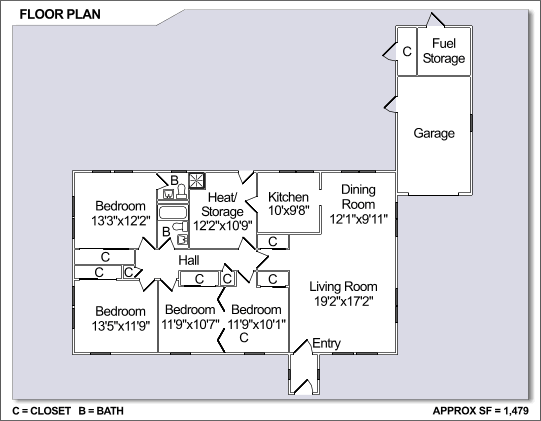 FLOOR PLAN
Fuel
Storage
C
Garage
B
Bedroom
13'3"x12'2"
Heat/
Storage
12'2"x10'9"
Kitchen
10'x9'8"
Dining
Room
12'1"x9'11"
B
C
Hall
C
C
C
C
C
C
Living Room
19'2"x17'2"
Bedroom
13'5"x11'9"
Bedroom
11'9"x10'7"
Bedroom
11'9"x10'1"
C
Entry
C = CLOSET B = BATH
APPROX SF = 1,479